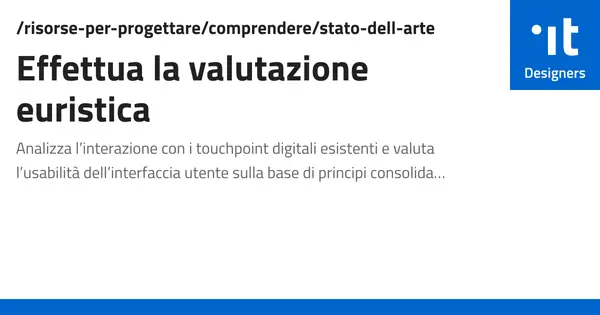 /risorse-per-progettare/comprendere/stato-dell-arte
Effettua la valutazione
euristica
Analizza l’interazione con i touchpoint digitali esistenti e valuta
l’usabilità dell’interfaccia utente sulla base di principi consolida…
it
Designers